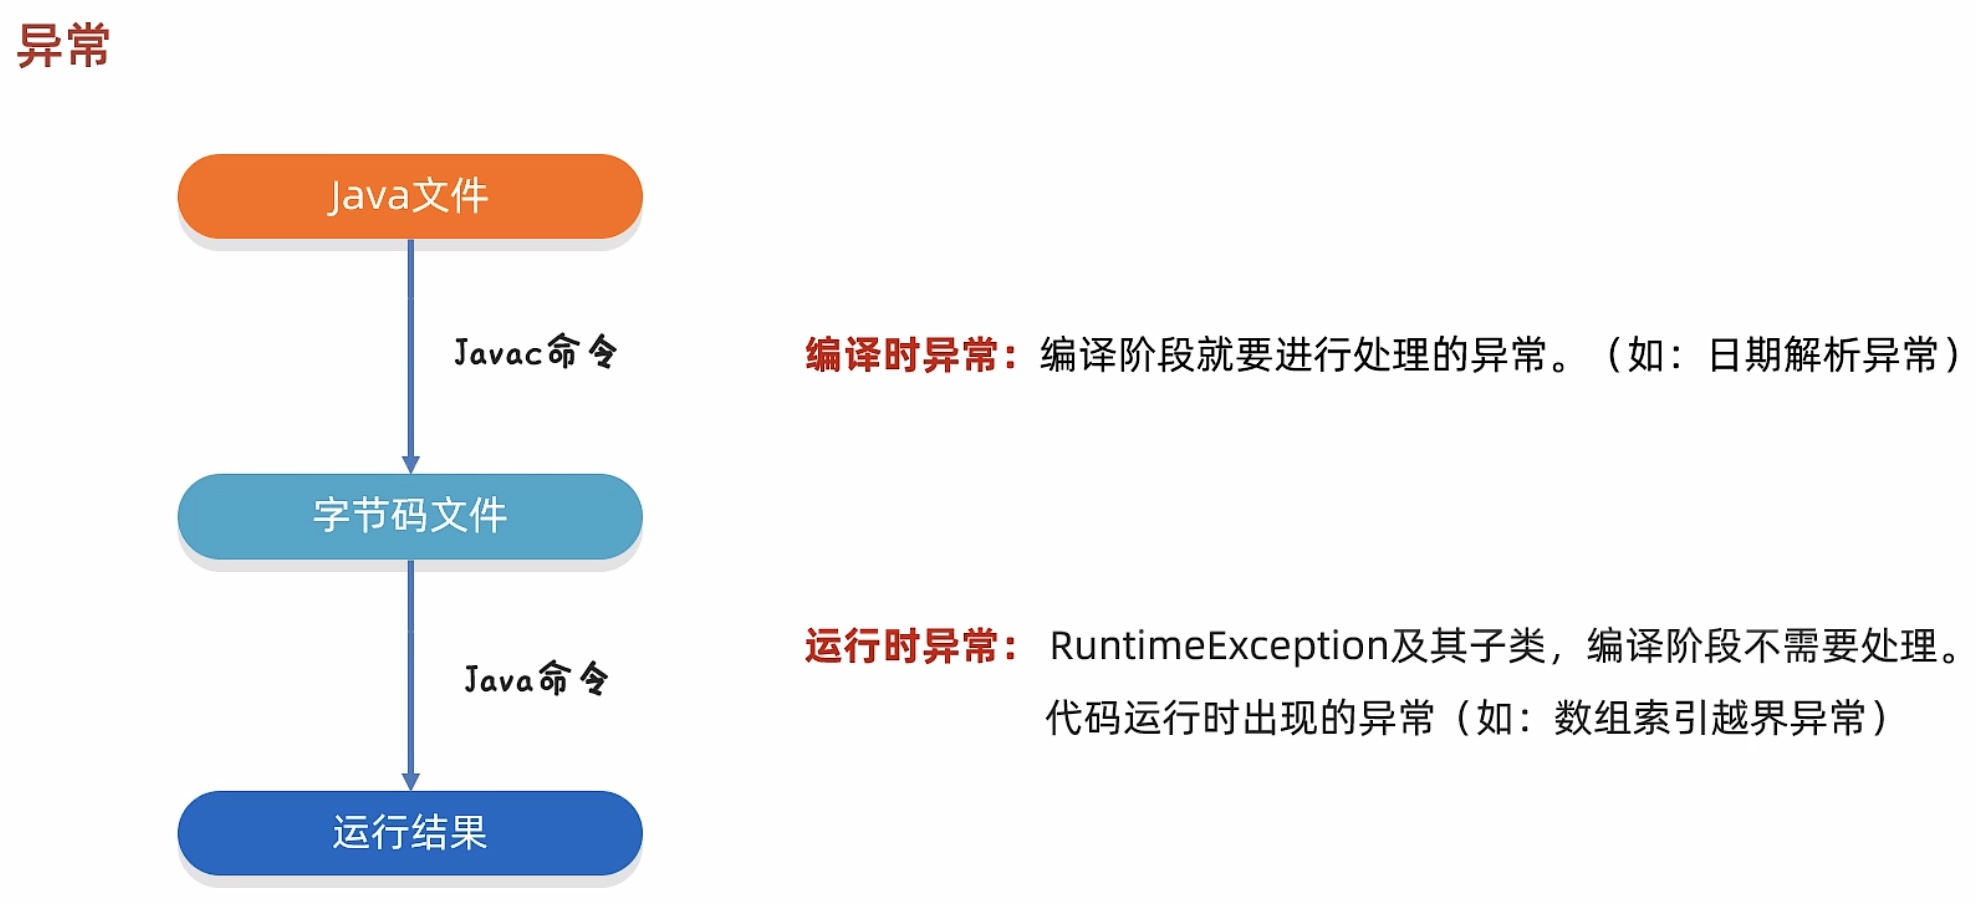 异常
Java文件
Javac命令
编译时异常：编译阶段就要进行处理的异常。（如：日期解析异常）
字节码文件
运行时异常： RuntimeException及其子类，编译阶段不需要处理。
Java命令
代码运行时出现的异常（如：数组索引越界异常）
运行结果